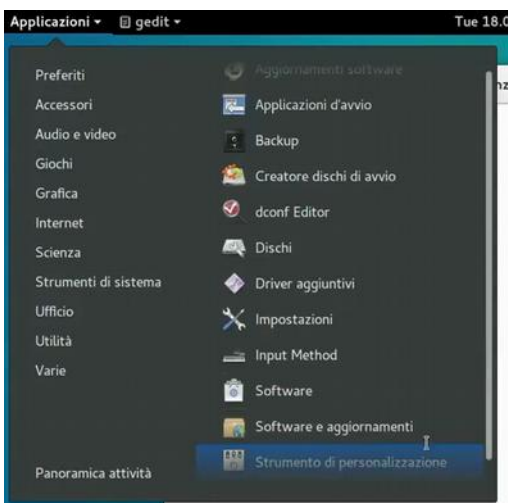 Applicazioni
gedit
Tue 18.0
Preferiti
Accessori
Audio e video
Giochi
Grafica
Internet
Scienza
Strumenti di sistema
Ufficio
Utilità
Varie
Panoramica attività
Aggiornamenti software
Applicazioni d'avvio
Backup
Creatore dischi di avvio
dconf Editor
Dischi
Driver aggiuntivi
Impostazioni
Input Method
Software
Software e aggiornamenti
Strumento di personalizzazione
nz